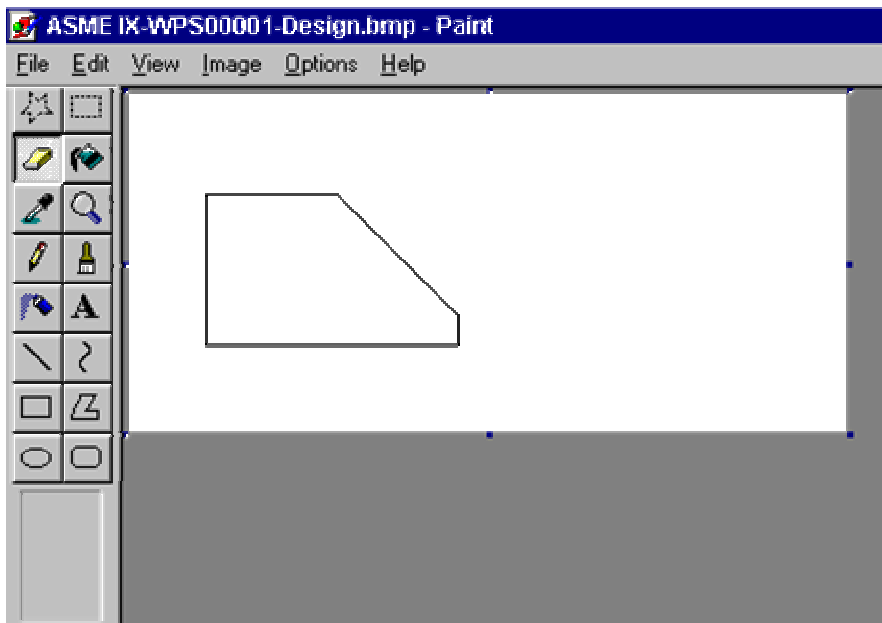 ASME IX-WPS00001-Design.bmp - Paint
File Edit View Image Options Help
A